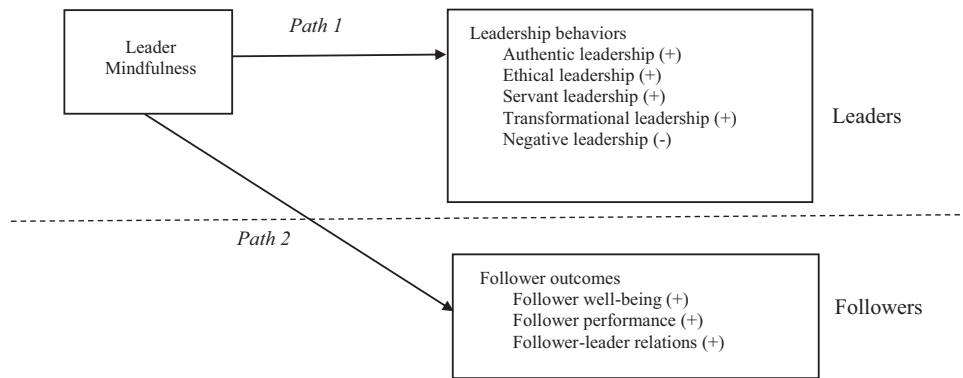 Path 1
Leader
Mindfulness
Leadership behaviors
Authentic leadership (+)
Ethical leadership (+)
Servant leadership (+)
Transformational leadership (+)
Negative leadership (-)
Leaders
Path 2
Follower outcomes
Follower well-being (+)
Follower performance (+)
Follower-leader relations (+)
Followers